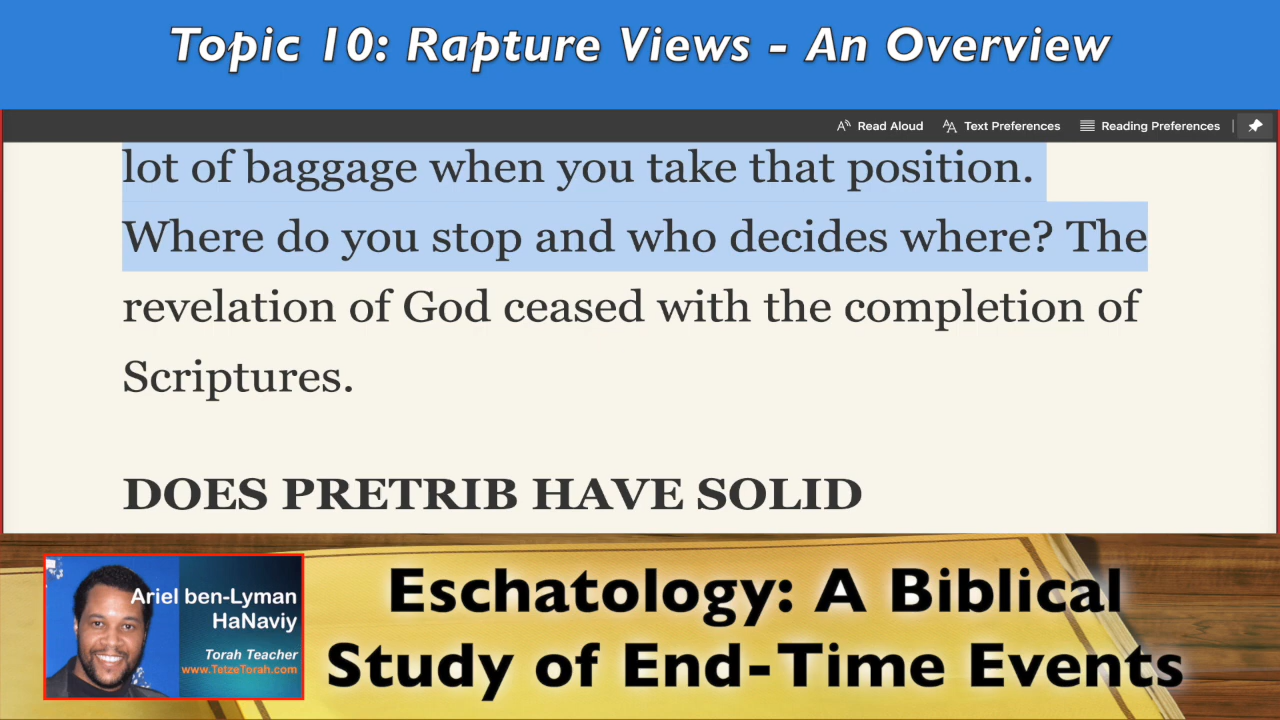 Topic 10: Rapture Views - An Overview
Read Aloud Text Preferences Reading Preferences
lot of baggage when you take that position.
Where do you stop and who decides where? The
revelation of God ceased with the completion of
Scriptures.
DOES PRETRIB HAVE SOLID
Ariel ben-Lyman
HaNaviy
Torah Teacher
www.TetzeTorah.com
Eschatology: A Biblical
Study of End-Time Events